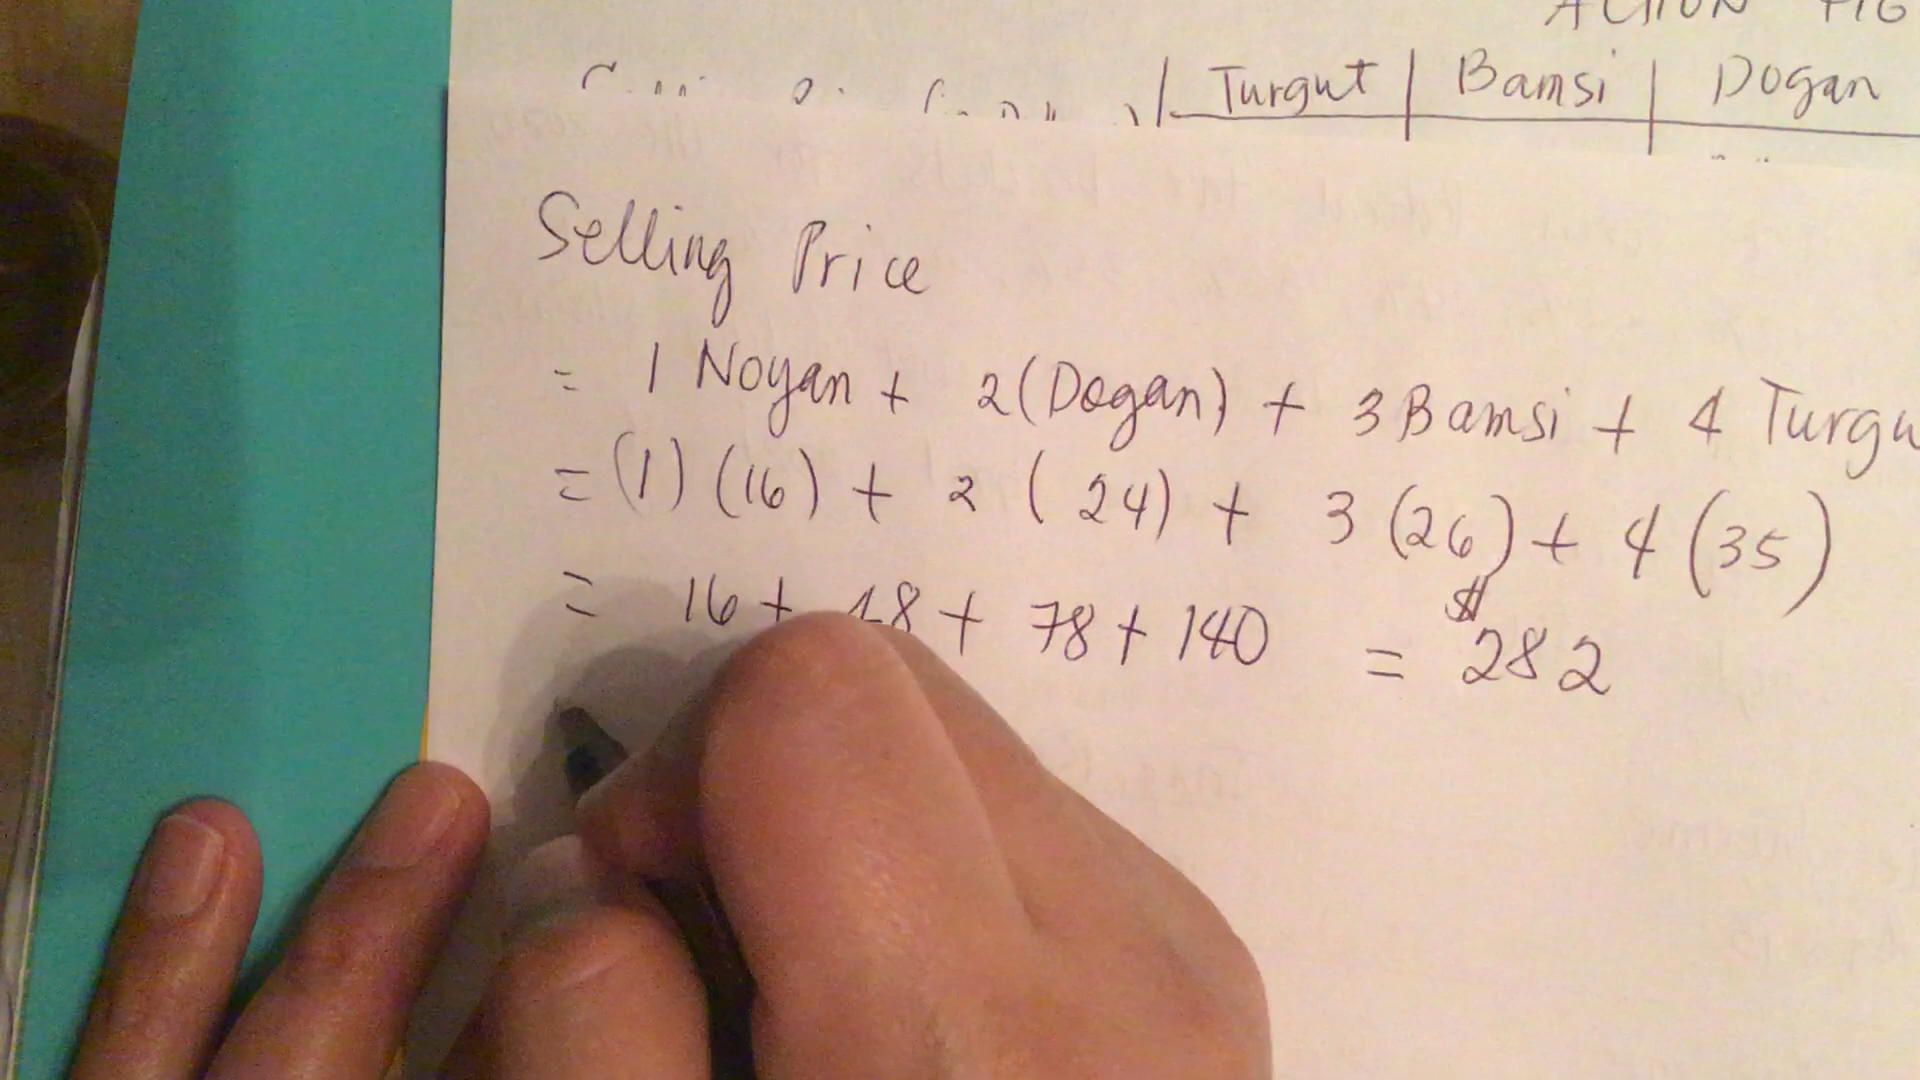 Turgut | Bamsi | Dogan
Selling Price
= 1 Noyan + 2(Dogan) + 3 Bamsi + 4
= (1) (16) + 2 ( 24) + 3 (26) + 4 (35)
= 16 + 48 + 78 + 140 = $282